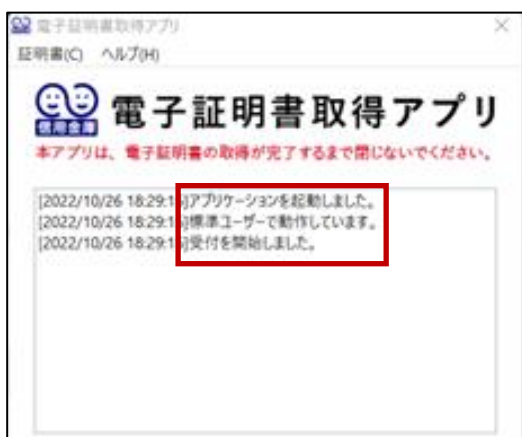 電子証明書取得アプリ
証明書(C) ヘルプ(H)
信用金庫
電子証明書取得アプリ
本アプリは、電子証明書の取得が完了するまで閉じないでください。
[2022/10/26 18:29:15]アプリケーションを起動しました。
[2022/10/26 18:29:15]標準ユーザーで動作しています。
[2022/10/26 18:29:15]受付を開始しました。